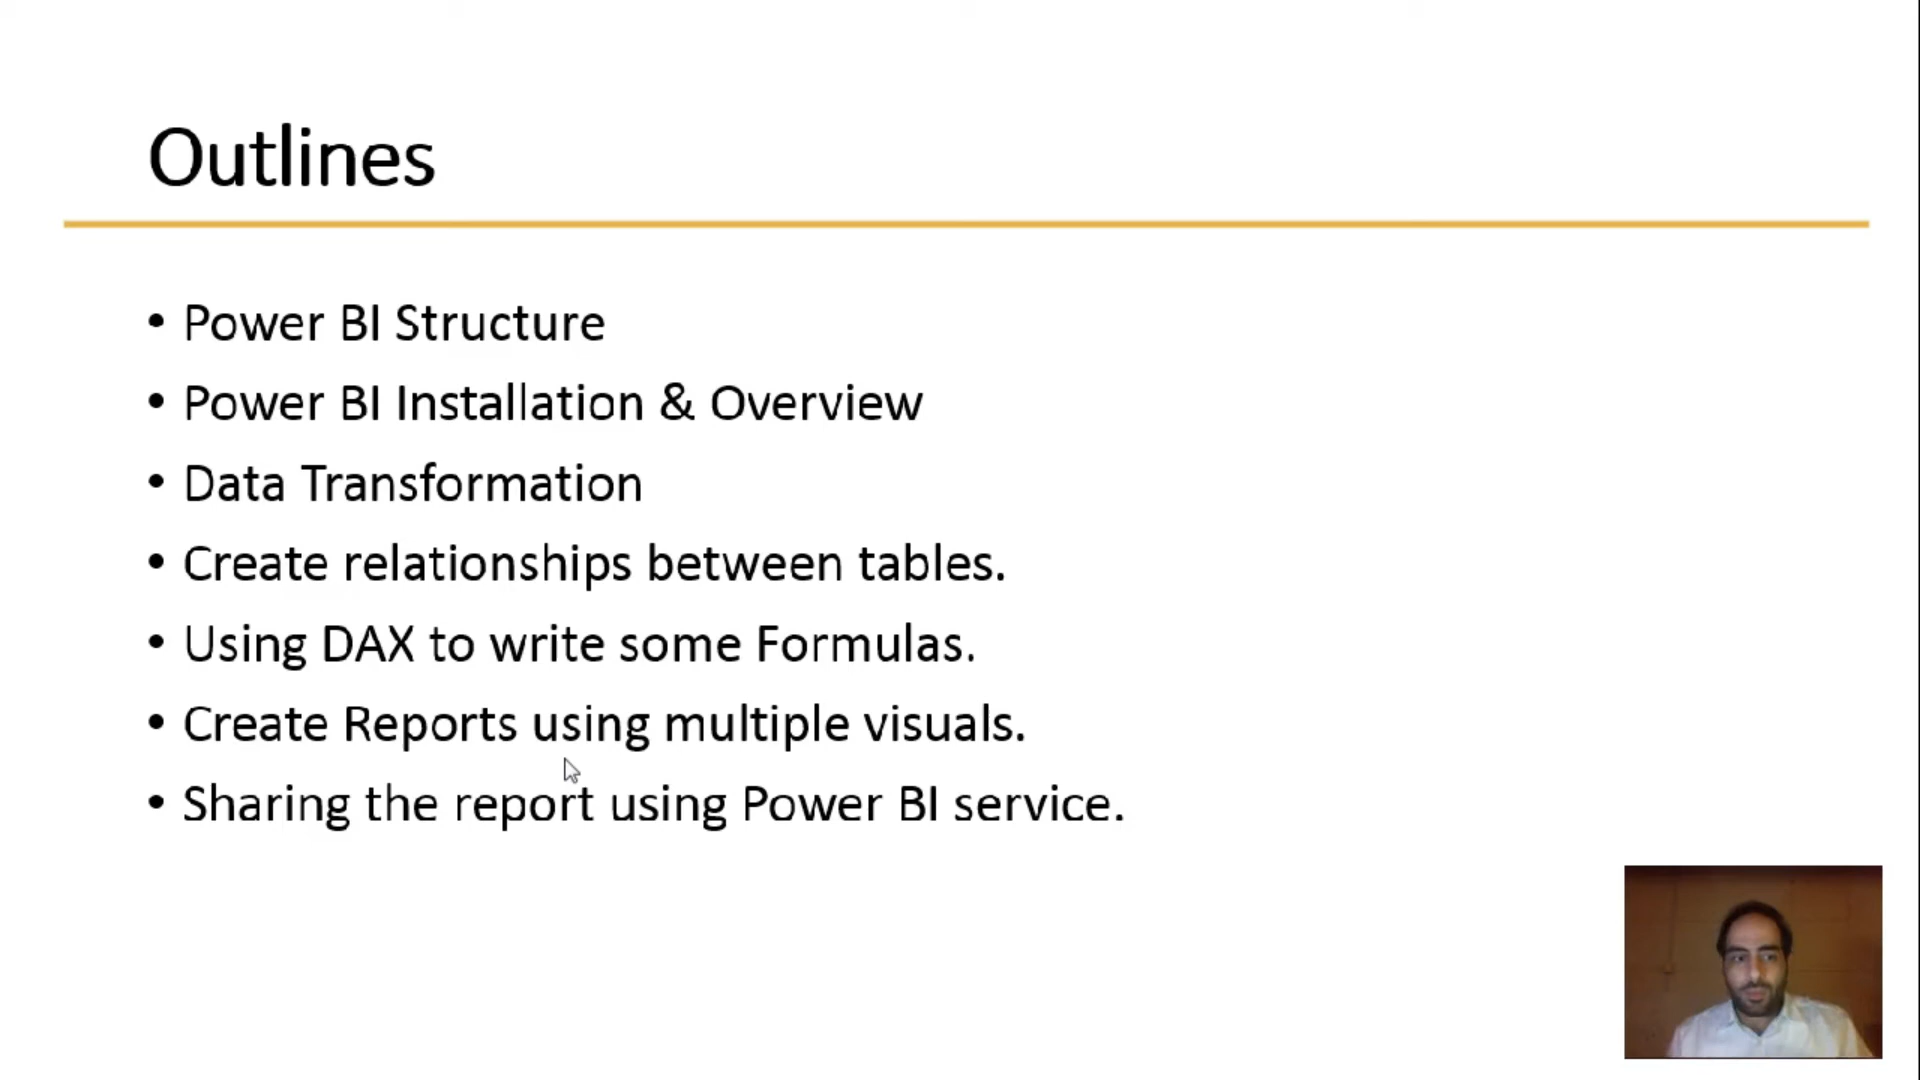 Outlines
• Power BI Structure
• Power BI Installation & Overview
• Data Transformation
• Create relationships between tables.
• Using DAX to write some Formulas.
• Create Reports using multiple visuals.
• Sharing the report using Power BI service.